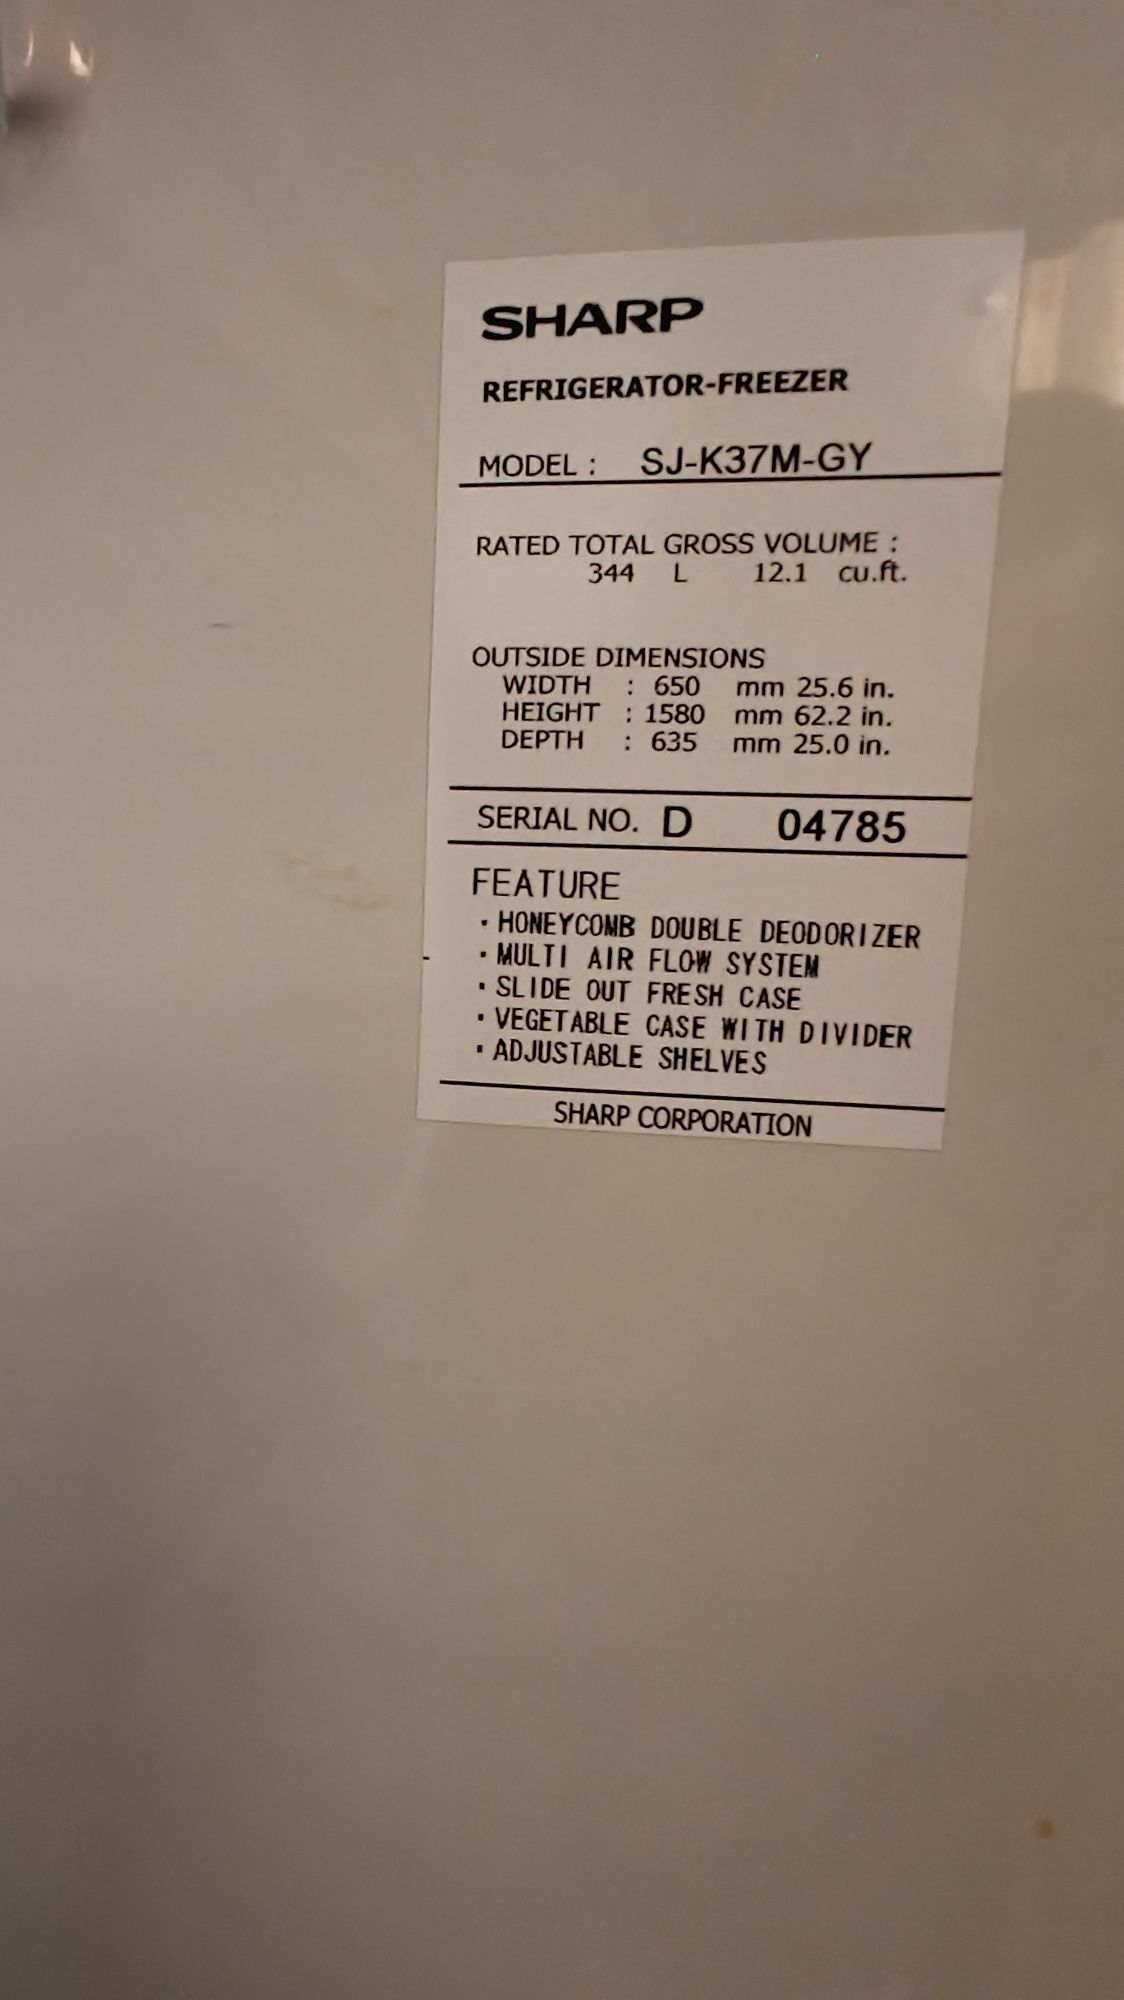 SHARP
REFRIGERATOR-FREEZER
MODEL : SJ-K37M-GY
RATED TOTAL GROSS VOLUME :
344 L 12.1 cu.ft.
OUTSIDE DIMENSIONS
WIDTH : 650 mm 25.6 in.
HEIGHT : 1580 mm 62.2 in.
DEPTH : 635 mm 25.0 in.
SERIAL NO. D 04785
FEATURE
・HONEYCOMB DOUBLE DEODORIZER
・MULTI AIR FLOW SYSTEM
・SLIDE OUT FRESH CASE
・VEGETABLE CASE WITH DIVIDER
・ADJUSTABLE SHELVES
SHARP CORPORATION